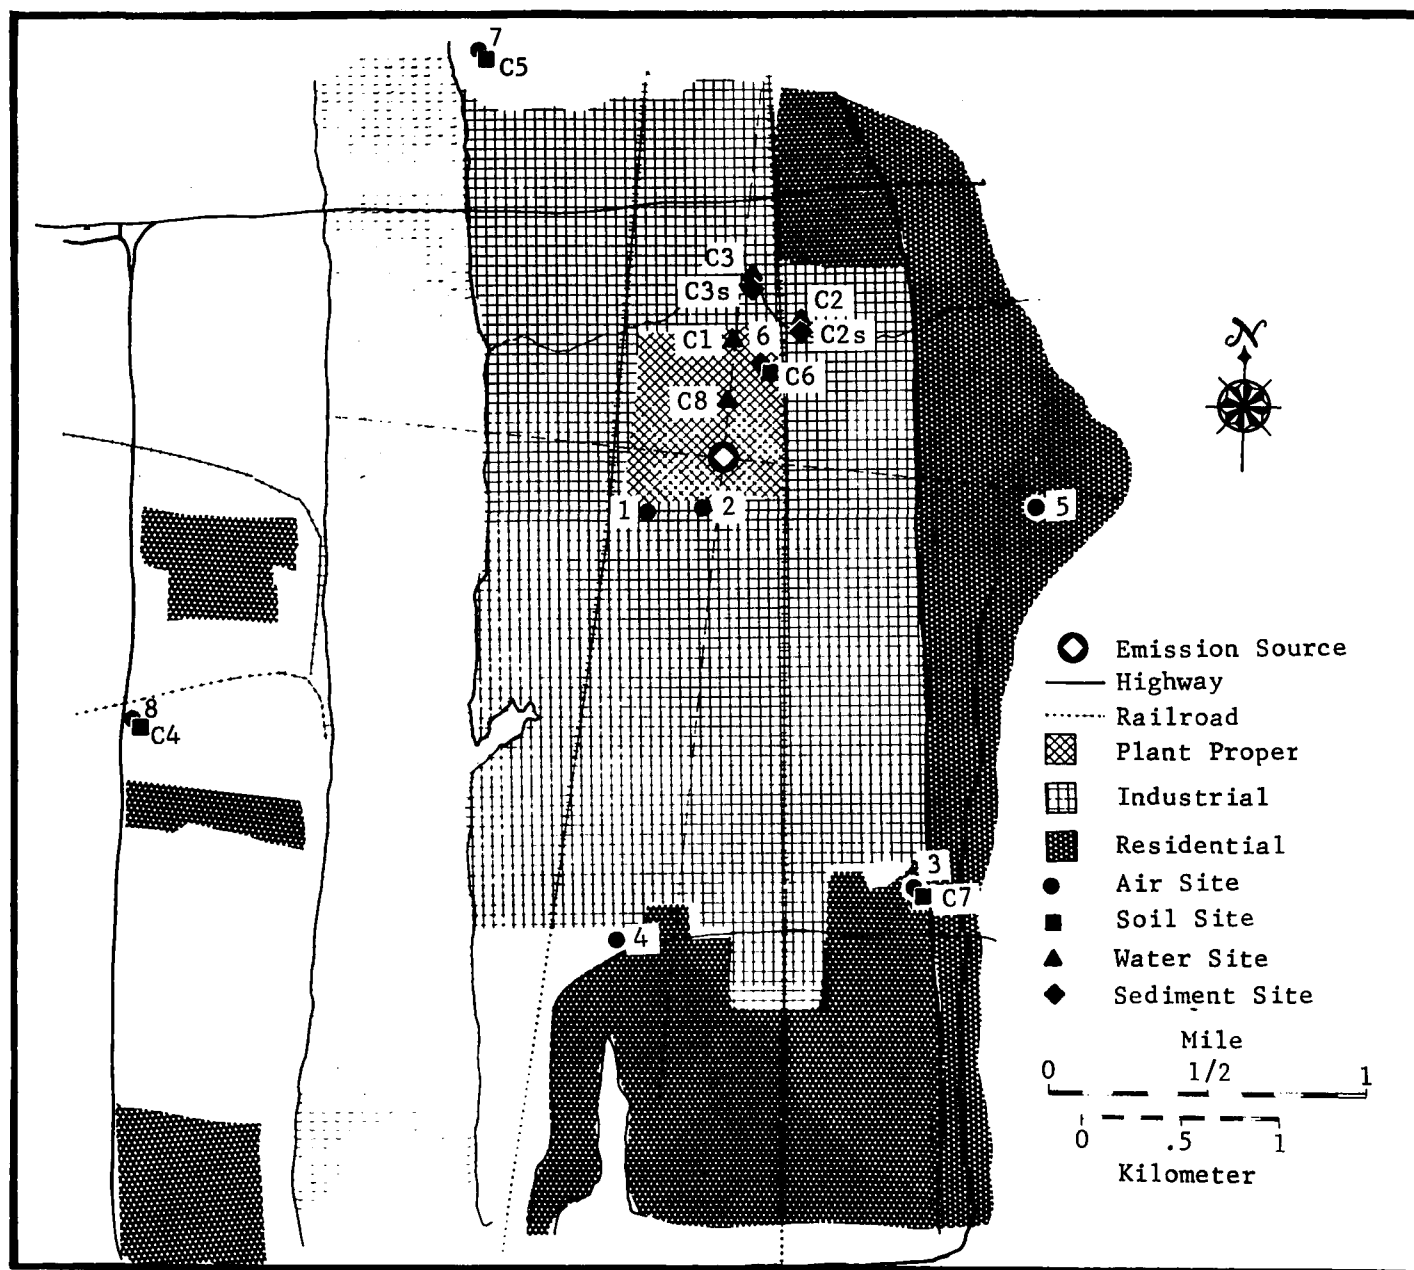 7
C5
N
C3
C3s
C2
C1
6
C2s
C6
C8
1
2
5
Emission Source
Highway
8
C4
Railroad
Plant Proper
Industrial
Residential
3
Air Site
C7
Soil Site
4
Water Site
Sediment Site
Mile
0 1/2 1
0 .5 1
Kilometer